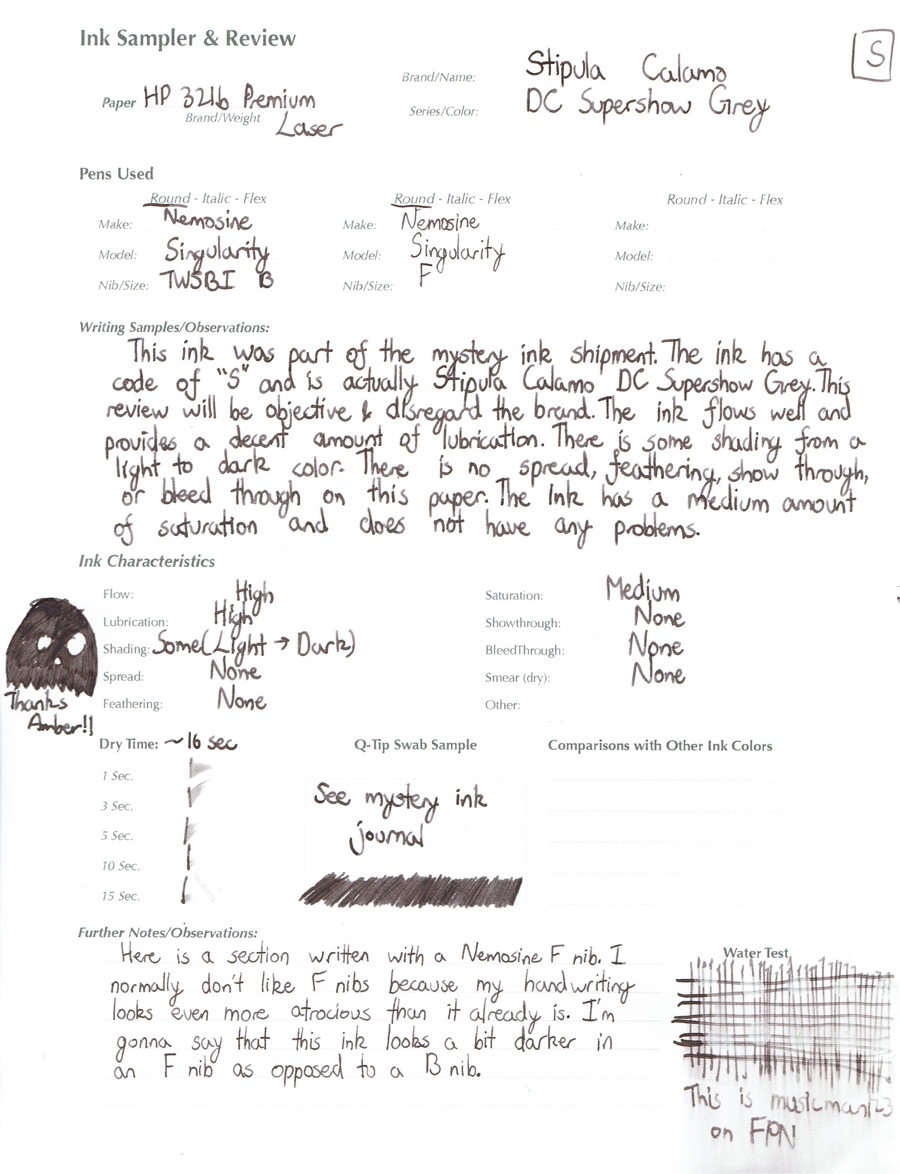 Ink Sampler & Review
S
Brand/Name: Stipula Calamo
Paper HP 32lb Premium
Brand/Weight Laser
Series/Color: DC Supershow Grey
Pens Used
Round - Italic - Flex Round - Italic - Flex Round - Italic - Flex
Make: Nemosine Make: Nemosine Make:
Model: Singularity Model: Singularity Model:
Nib/Size: TWSBI B Nib/Size: F Nib/Size:
Writing Samples/Observations:
This ink was part of the mystery ink shipment. The ink has a
code of "S" and is actually Stipula Calamo DC Supershow Grey. This
review will be objective & disregard the brand. The ink flows well and
provides a decent amount of lubrication. There is some shading from a
light to dark color. There is no spread, feathering, show through,
or bleed through on this paper. The ink has a medium amount
of saturation and does not have any problems.
Ink Characteristics
Flow: High Saturation: Medium
Lubrication: High Showthrough: None
Shading: Some (Light → Dark) BleedThrough: None
Spread: None Smear (dry): None
Feathering: None Other:
Thanks
Amber!!
Dry Time: ~16 sec Q-Tip Swab Sample Comparisons with Other Ink Colors
1 Sec.
3 Sec.
5 Sec.
10 Sec.
15 Sec.
See mystery ink
journal
Further Notes/Observations:
Here is a section written with a Nemosine F nib. I
normally don't like F nibs because my handwriting
looks even more atrocious than it already is. I'm
gonna say that this ink looks a bit darker in
an F nib as opposed to a B nib.
Water Test
This is musicman123
on FPN